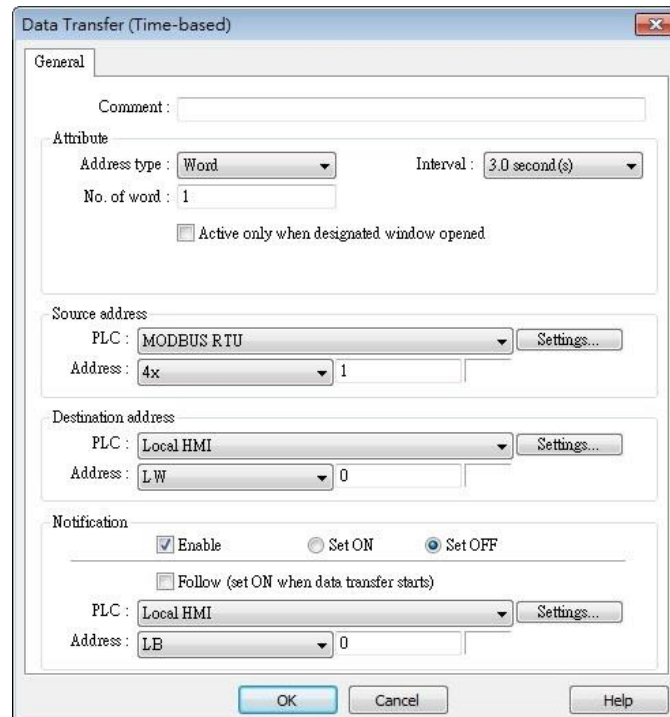 Data Transfer (Time-based)
General
Comment :
Attribute
Address type : Word Interval : 3.0 second(s)
No. of word : 1
Active only when designated window opened
Source address
PLC : MODBUS RTU Settings...
Address : 4x 1
Destination address
PLC : Local HMI Settings...
Address : LW 0
Notification
Enable Set ON Set OFF
Follow (set ON when data transfer starts)
PLC : Local HMI Settings...
Address : LB 0
OK Cancel Help